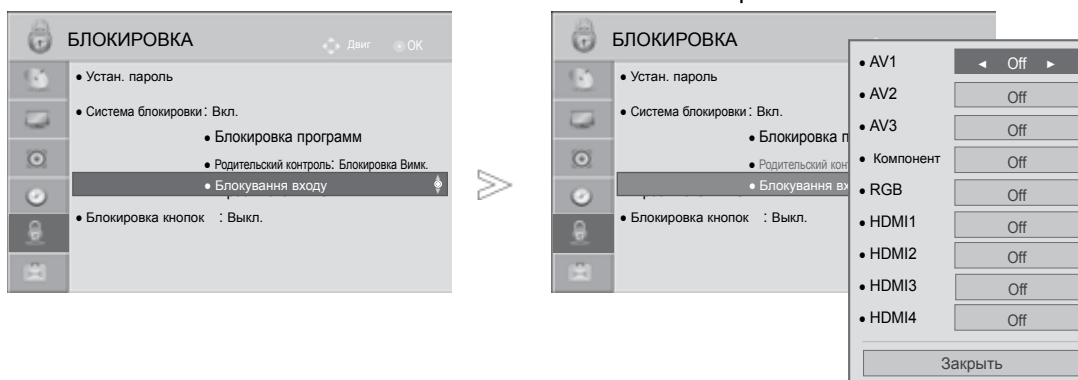 БЛОКИРОВКА
Двиг OK
• Устан. пароль
• Система блокировки : Вкл.
• Блокировка программ
• Родительский контроль: Блокировка Вимк.
• Блокування входу
• Блокировка кнопок : Выкл.
БЛОКИРОВКА
• Устан. пароль
• Система блокировки : Вкл.
• Блокировка п
• Родительский кон
• Блокування вх
• Блокировка кнопок : Выкл.
• AV1 ◄ Off ►
• AV2 Off
• AV3 Off
• Компонент Off
• RGB Off
• HDMI1 Off
• HDMI2 Off
• HDMI3 Off
• HDMI4 Off
Закрыть